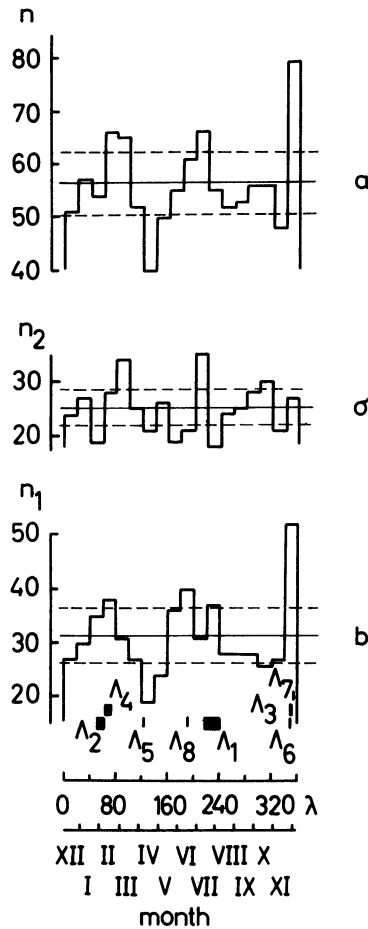 n
80
70
60
50
40
a
n₂
30
20
σ
n₁
50
40
30
20
b
Λ₄ Λ₇
Λ₂ Λ₅ Λ₈ Λ₁ Λ₃ Λ₆
0 80 160 240 320 λ
XII II IV VI VIII X
I III V VII IX XI
month